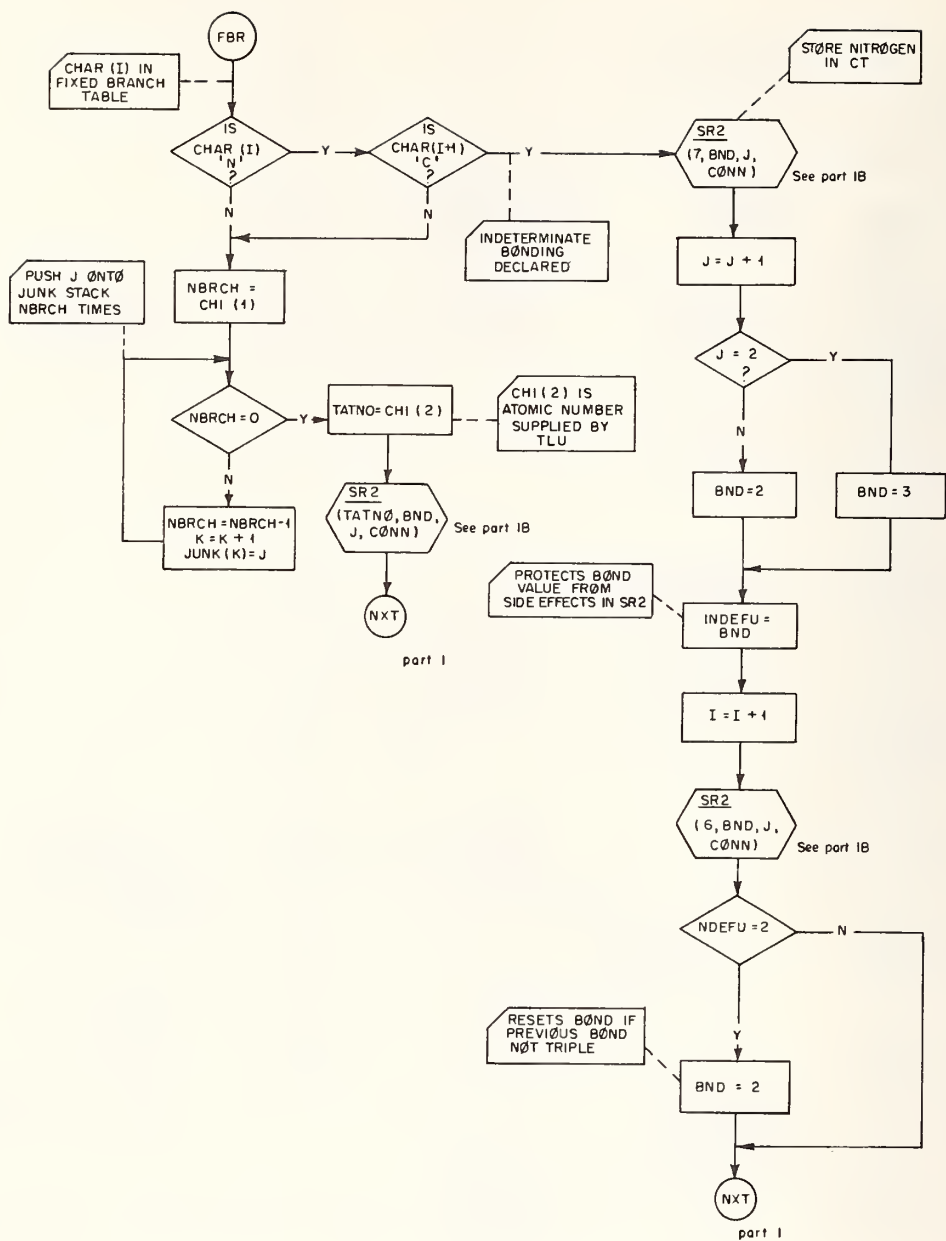 FBR
CHAR (I) IN
FIXED BRANCH
TABLE
IS
CHAR (I)
'N'
?
Y
N
IS
CHAR(I+1)
'C'
?
Y
N
INDETERMINATE
BØNDING
DECLARED
STØRE NITRØGEN
IN CT
SR2
(7, BND, J,
CØNN)
See part IB
NBRCH =
CHI (1)
PUSH J ØNTØ
JUNK STACK
NBRCH TIMES
NBRCH=0
Y
N
NBRCH=NBRCH-1
K=K + 1
JUNK (K)=J
TATNO=CHI (2)
CHI(2) IS
ATOMIC NUMBER
SUPPLIED BY
TLU
SR2
(TATNØ, BND,
J, CØNN)
See part IB
NXT
part I
J=J + 1
J = 2
?
Y
N
BND=2
BND=3
PROTECTS BØND
VALUE FRØM
SIDE EFFECTS IN SR2
INDEFU=
BND
I = I + 1
SR2
(6, BND, J,
CØNN)
See part IB
NDEFU=2
N
Y
RESETS BØND IF
PREVIØUS BØND
NØT TRIPLE
BND = 2
NXT
part I